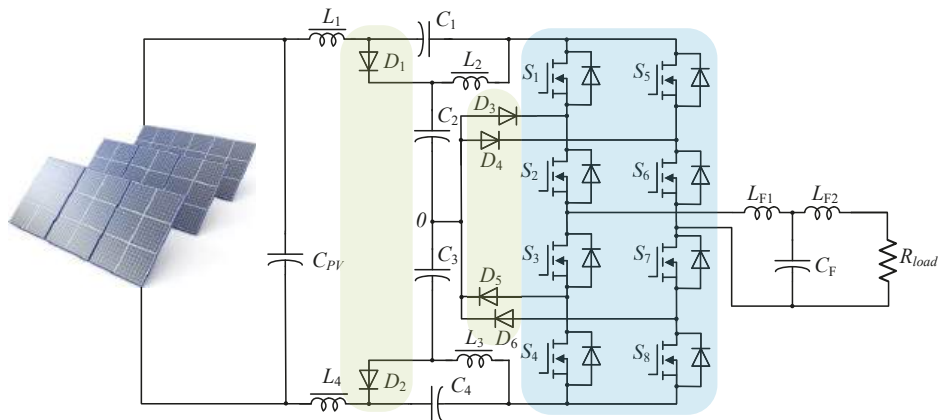 L1
C1
D1
L2
S1
S5
D3
C2
D4
S2
S6
LF1
LF2
0
CPV
C3
S3
S7
CF
Rload
D5
D6
L3
S4
S8
L4
D2
C4